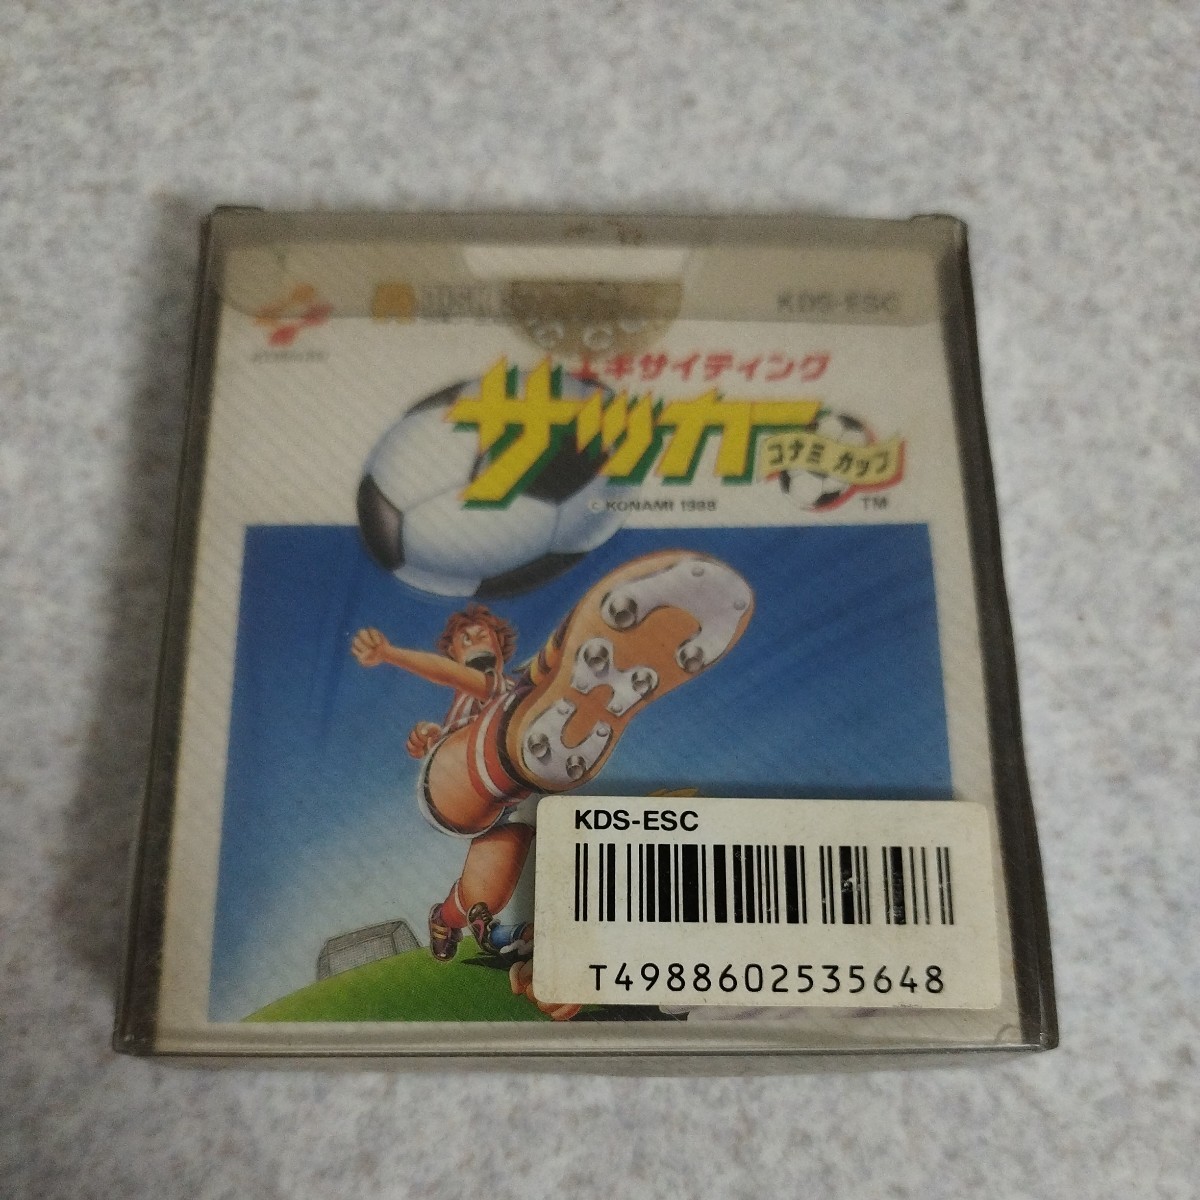 KDS-ESC
エキサイティング
サッカー
コナミ カップ
TM
© KONAMI 1988
KDS-ESC
T4988602535648